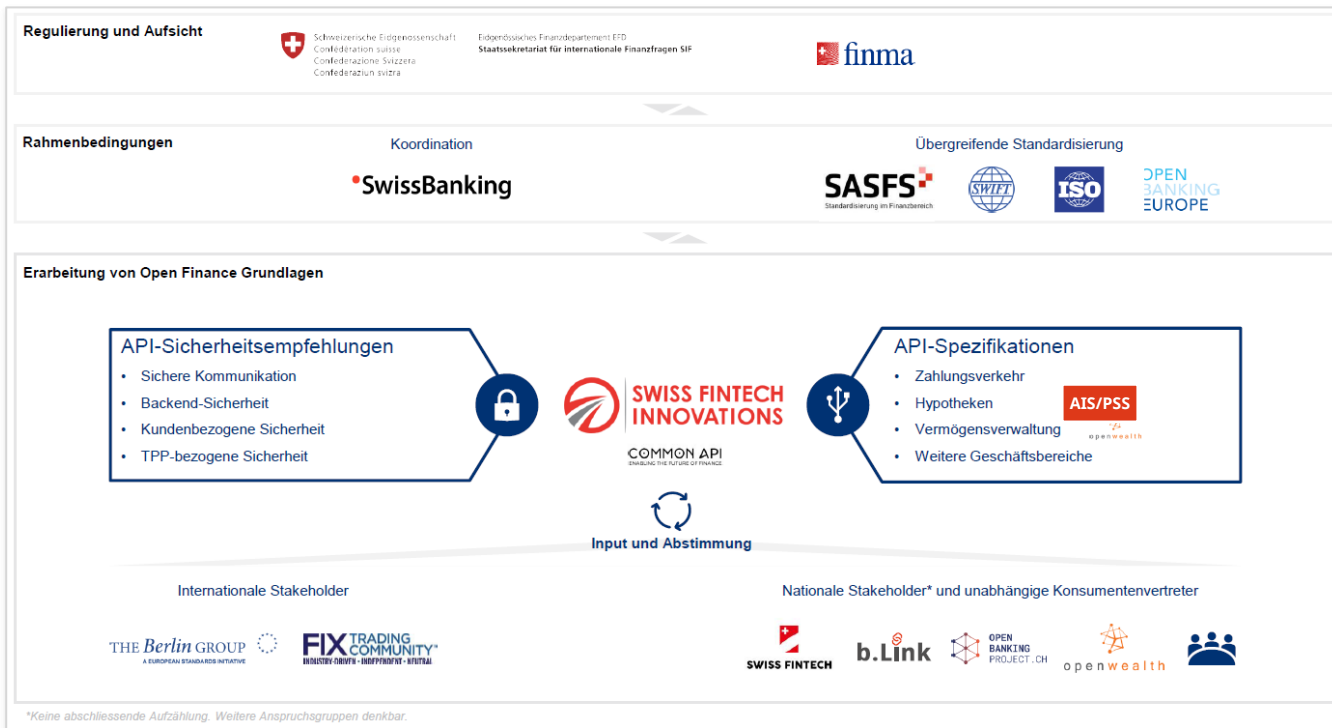 Regulierung und Aufsicht
Schweizerische Eidgenossenschaft
Confédération suisse
Confederazione Svizzera
Confederaziun svizra
Eidgenössisches Finanzdepartement EFD
Staatssekretariat für internationale Finanzfragen SIF
finma
Rahmenbedingungen
Koordination
Übergreifende Standardisierung
SwissBanking
SASFS
Standardisierung im Finanzbereich
SWIFT
ISO
OPEN
BANKING
EUROPE
Erarbeitung von Open Finance Grundlagen
API-Sicherheitsempfehlungen
• Sichere Kommunikation
• Backend-Sicherheit
• Kundenbezogene Sicherheit
• TPP-bezogene Sicherheit
SWISS FINTECH
INNOVATIONS
COMMON API
ENABLING THE FUTURE OF FINANCE
API-Spezifikationen
• Zahlungsverkehr
• Hypotheken
• Vermögensverwaltung
• Weitere Geschäftsbereiche
AIS/PSS
openwealth
Input und Abstimmung
Internationale Stakeholder
Nationale Stakeholder* und unabhängige Konsumentenvertreter
THE Berlin GROUP
A EUROPEAN STANDARDS INITIATIVE
FIX TRADING COMMUNITY
INDUSTRY-DRIVEN • INDEPENDENT • NEUTRAL
SWISS FINTECH
b.Link
OPEN
BANKING
PROJECT.CH
openwealth
*Keine abschliessende Aufzählung. Weitere Anspruchsgruppen denkbar.